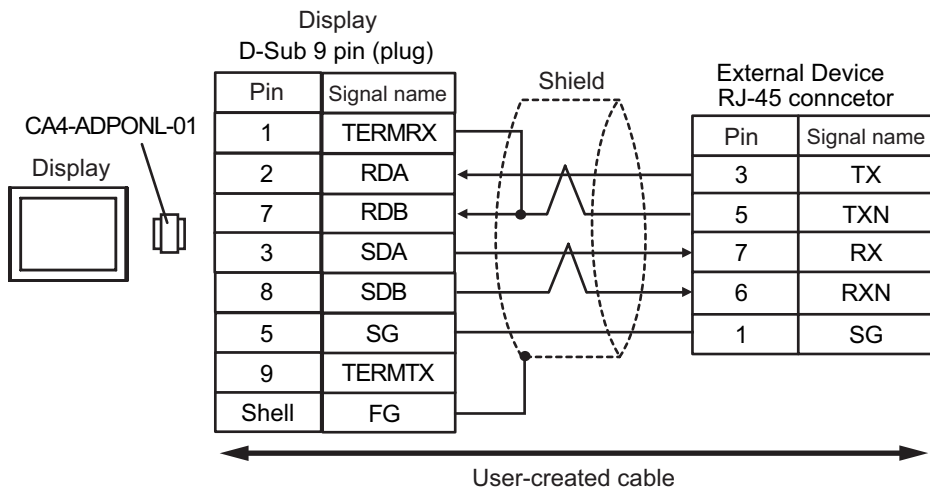 Display
D-Sub 9 pin (plug)
Shield
External Device
RJ-45 conncetor
CA4-ADPONL-01
Display
Pin Signal name
1 TERMRX
2 RDA
7 RDB
3 SDA
8 SDB
5 SG
9 TERMTX
Shell FG
Pin Signal name
3 TX
5 TXN
7 RX
6 RXN
1 SG
User-created cable